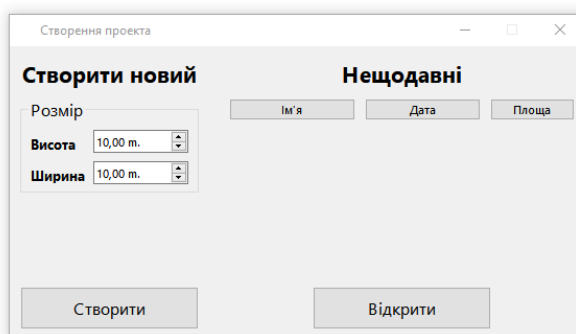 Створення проекта
Створити новий
Нещодавні
Розмір
Ім'я
Дата
Площа
Висота 10,00 m.
Ширина 10,00 m.
Створити
Відкрити